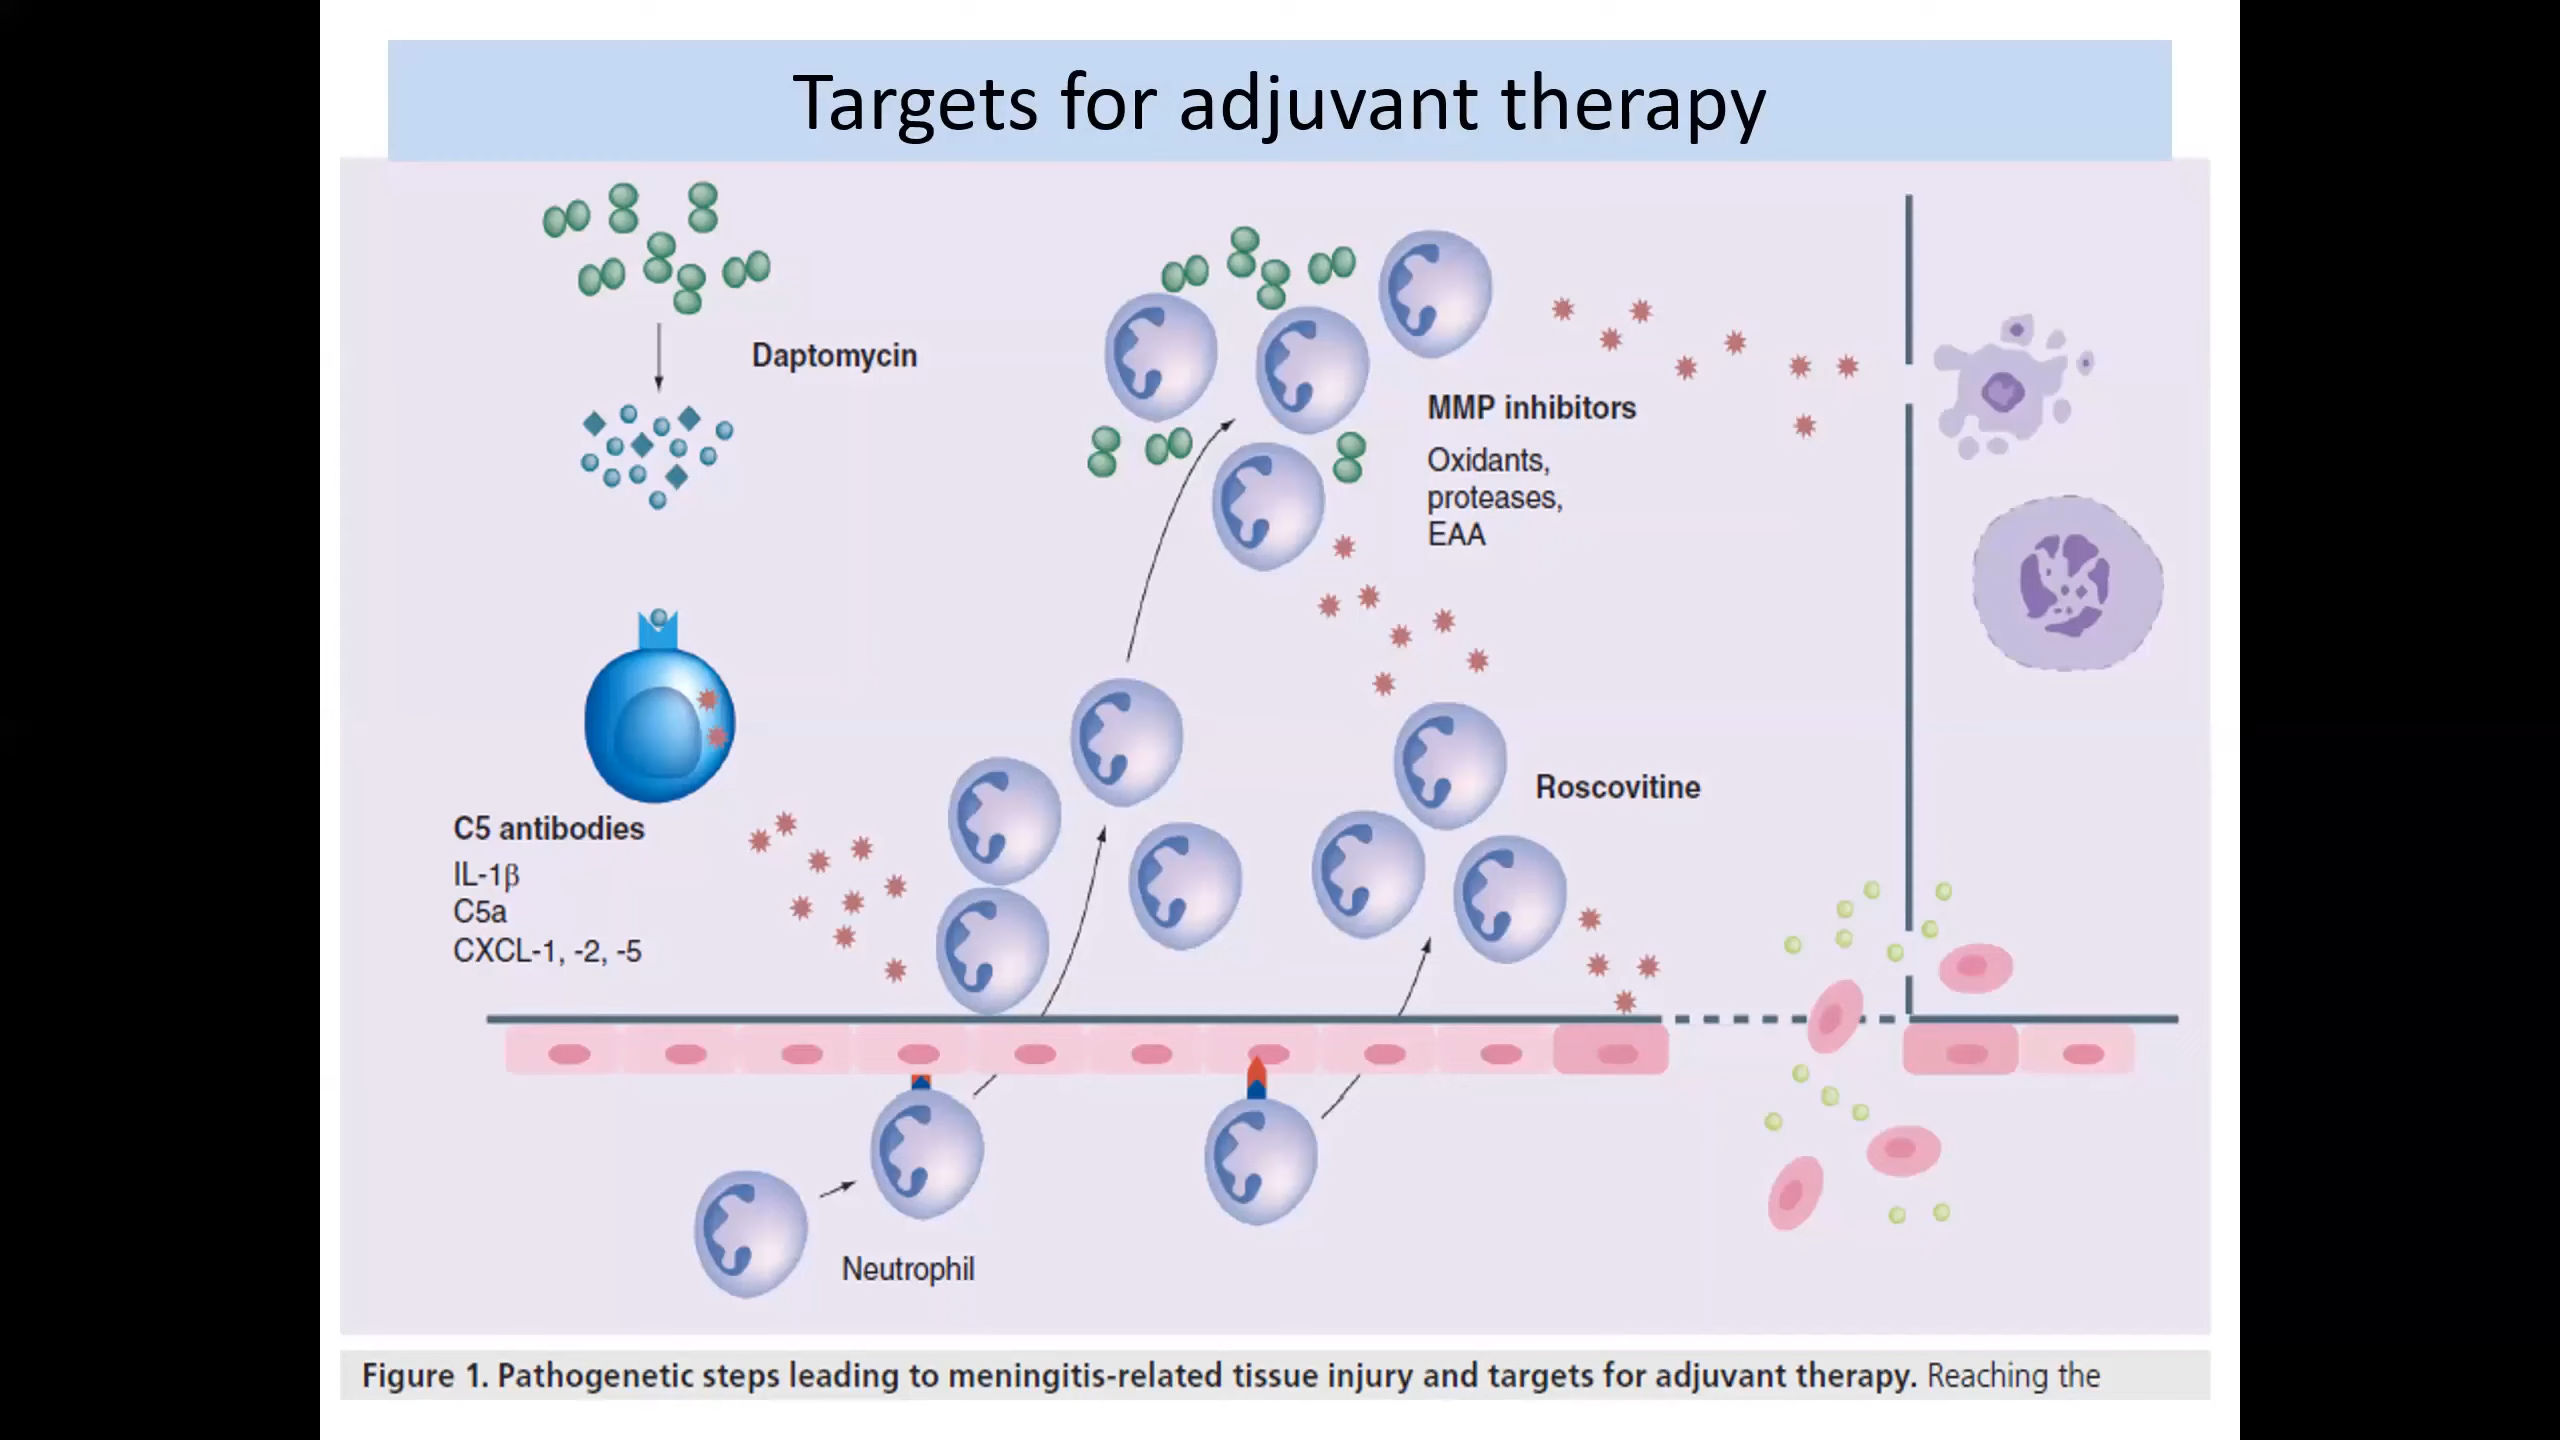 Targets for adjuvant therapy
Daptomycin
MMP inhibitors
Oxidants,
proteases,
EAA
C5 antibodies
IL-1β
C5a
CXCL-1, -2, -5
Roscovitine
Neutrophil
Figure 1. Pathogenetic steps leading to meningitis-related tissue injury and targets for adjuvant therapy. Reaching the